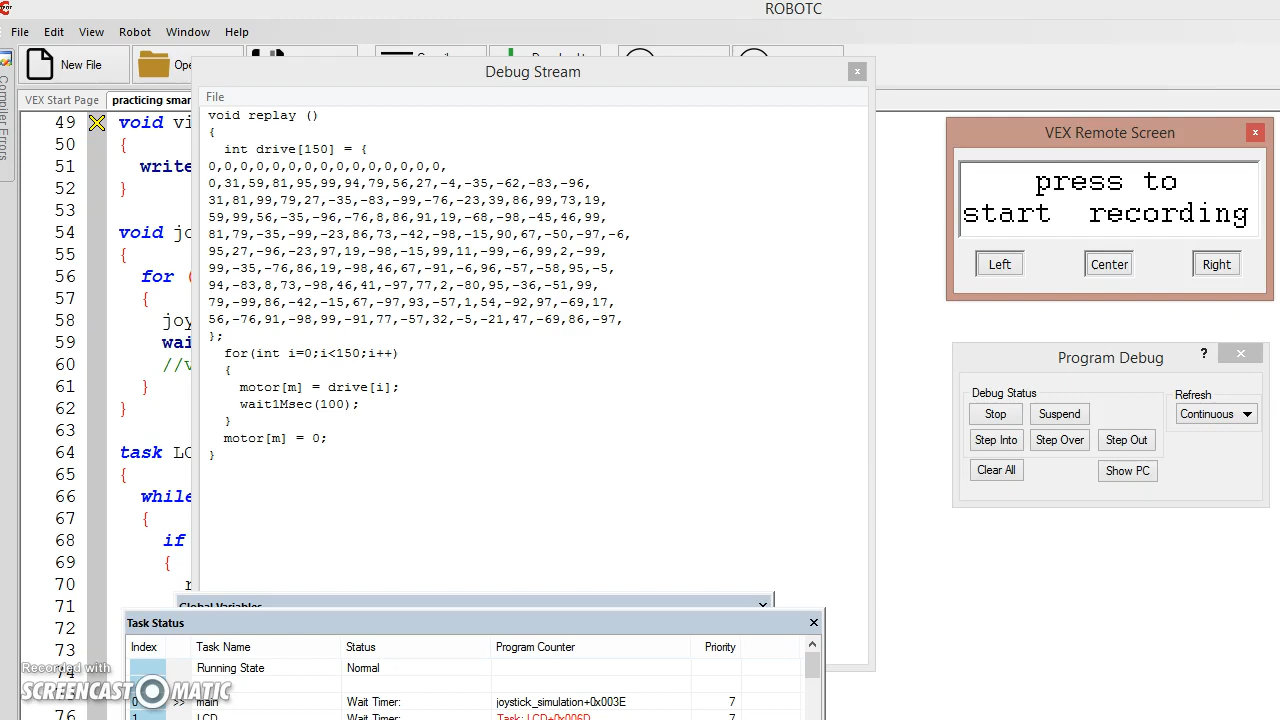 ROBOTC
File Edit View Robot Window Help
New File
VEX Start Page
practicing smar
Compiler Errors
49 void vi
50 {
51 write
52 }
53
54 void jo
55 {
56 for (
57 {
58 joy
59 wai
60 //v
61 }
62 }
63
64 task LC
65 {
66 while
67 {
68 if
69 {
70 r
71
72
73
74
76
Debug Stream
File
void replay ()
{
int drive[150] = {
0,0,0,0,0,0,0,0,0,0,0,0,0,0,0,
0,31,59,81,95,99,94,79,56,27,-4,-35,-62,-83,-96,
31,81,99,79,27,-35,-83,-99,-76,-23,39,86,99,73,19,
59,99,56,-35,-96,-76,8,86,91,19,-68,-98,-45,46,99,
81,79,-35,-99,-23,86,73,-42,-98,-15,90,67,-50,-97,-6,
95,27,-96,-23,97,19,-98,-15,99,11,-99,-6,99,2,-99,
99,-35,-76,86,19,-98,46,67,-91,-6,96,-57,-58,95,-5,
94,-83,8,73,-98,46,41,-97,77,2,-80,95,-36,-51,99,
79,-99,86,-42,-15,67,-97,93,-57,1,54,-92,97,-69,17,
56,-76,91,-98,99,-91,77,-57,32,-5,-21,47,-69,86,-97,
};
for(int i=0;i<150;i++)
{
motor[m] = drive[i];
wait1Msec(100);
}
motor[m] = 0;
}
VEX Remote Screen
press to
start recording
Left Center Right
Program Debug ?
Debug Status
Refresh
Stop Suspend Continuous
Step Into Step Over Step Out
Clear All Show PC
Global Variables
Task Status
Index Task Name Status Program Counter Priority
Running State Normal
0 >> main Wait Timer: joystick_simulation+0x003E 7
1 LCD Wait Timer: Task: LCD+0x006D 7
Recorded with
SCREENCAST MATIC